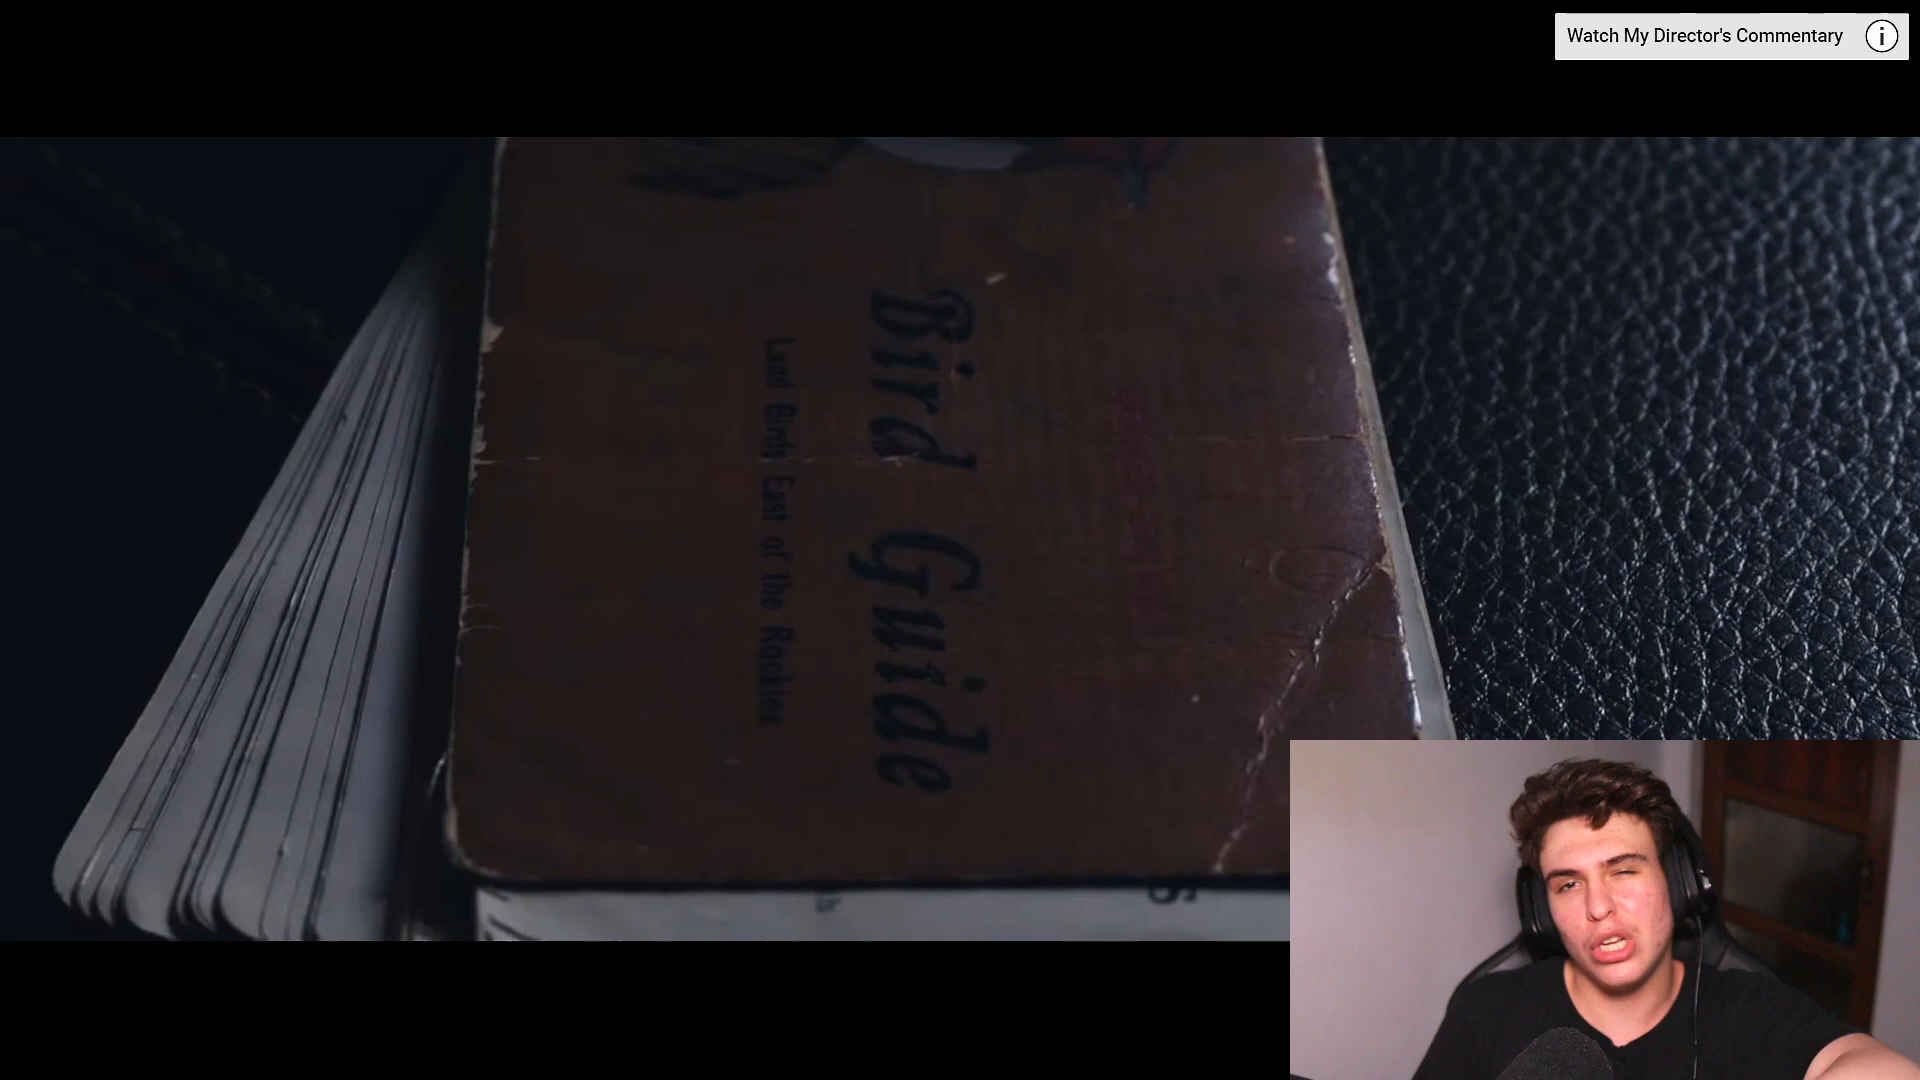 Watch My Director's Commentary
Bird Guide
Land Birds East of the Rockies